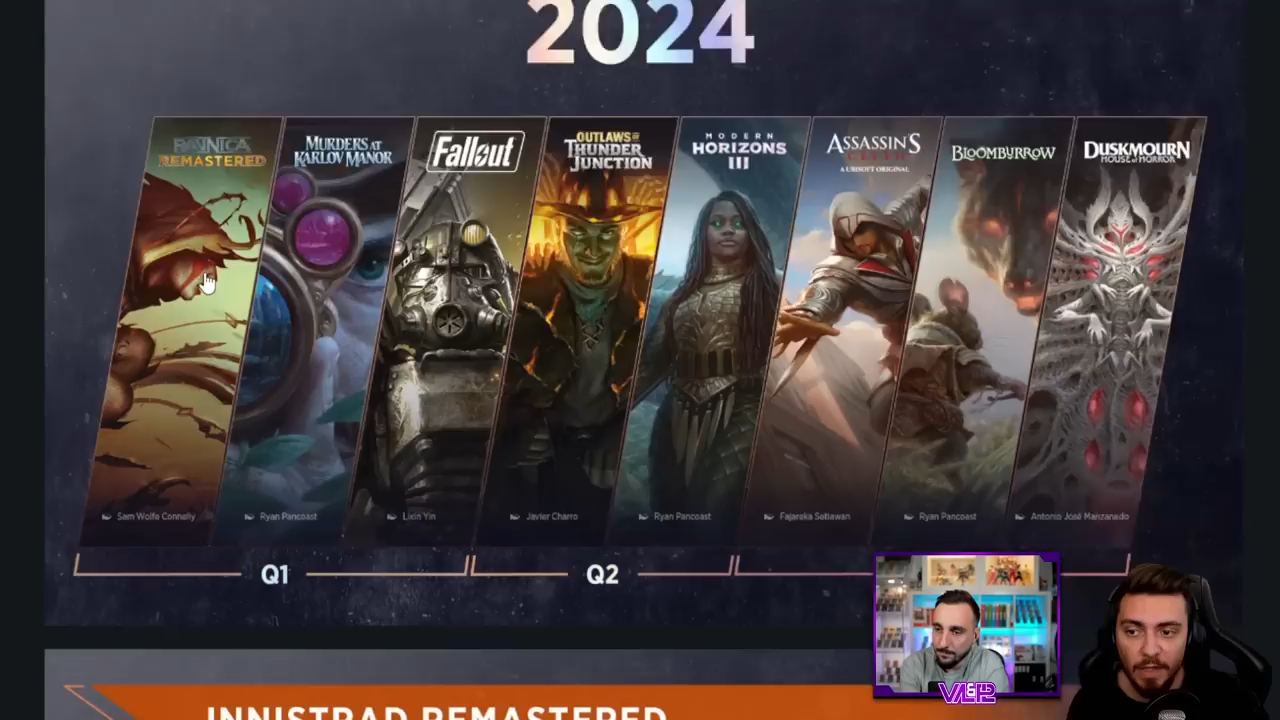 2024
RAVNICA
REMASTERED
MURDERS AT
KARLOV MANOR
Fallout
OUTLAWS OF
THUNDER
JUNCTION
MODERN
HORIZONS
III
ASSASSIN'S
CREED
A UBISOFT ORIGINAL
BLOOMBURROW
DUSKMOURN
HOUSE OF HORROR
Sam Wolfe Connelly
Ryan Pancoast
Lixin Yin
Javier Charro
Ryan Pancoast
Fajareka Setiawan
Ryan Pancoast
Antonio José Manzanedo
Q1
Q2
INNISTRAD REMASTERED